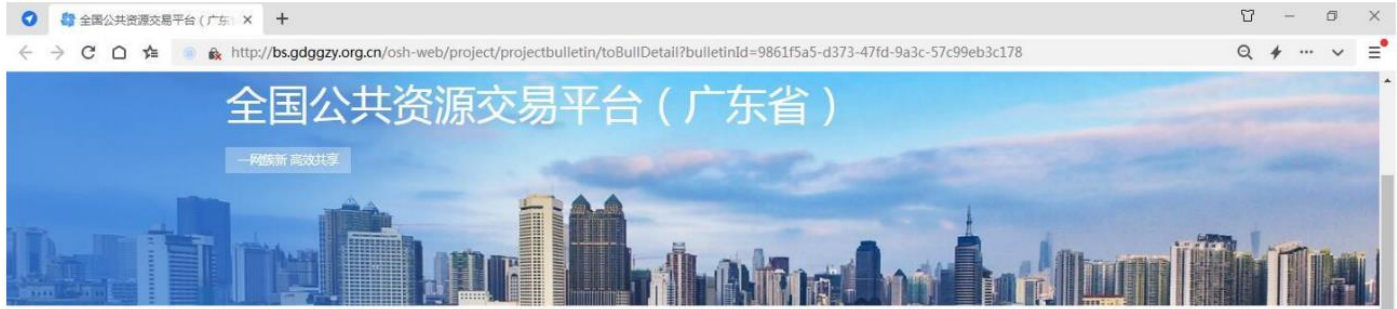 全国公共资源交易平台（广东
http://bs.gdggzy.org.cn/osh-web/project/projectbulletin/toBullDetail?bulletinId=9861f5a5-d373-47fd-9a3c-57c99eb3c178
全国公共资源交易平台（广东省）
一网族新 高效共享